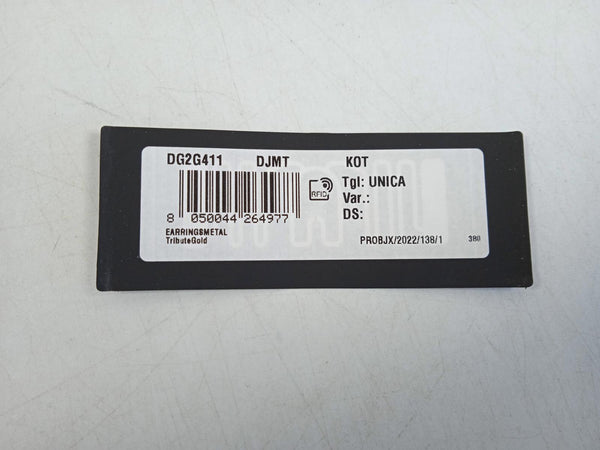 DG2G411 DJMT KOT
RFID
Tgl: UNICA
Var.:
DS:
8 050044 264977
EARRINGSMETAL
TributeGold
PROBJX/2022/138/1 380